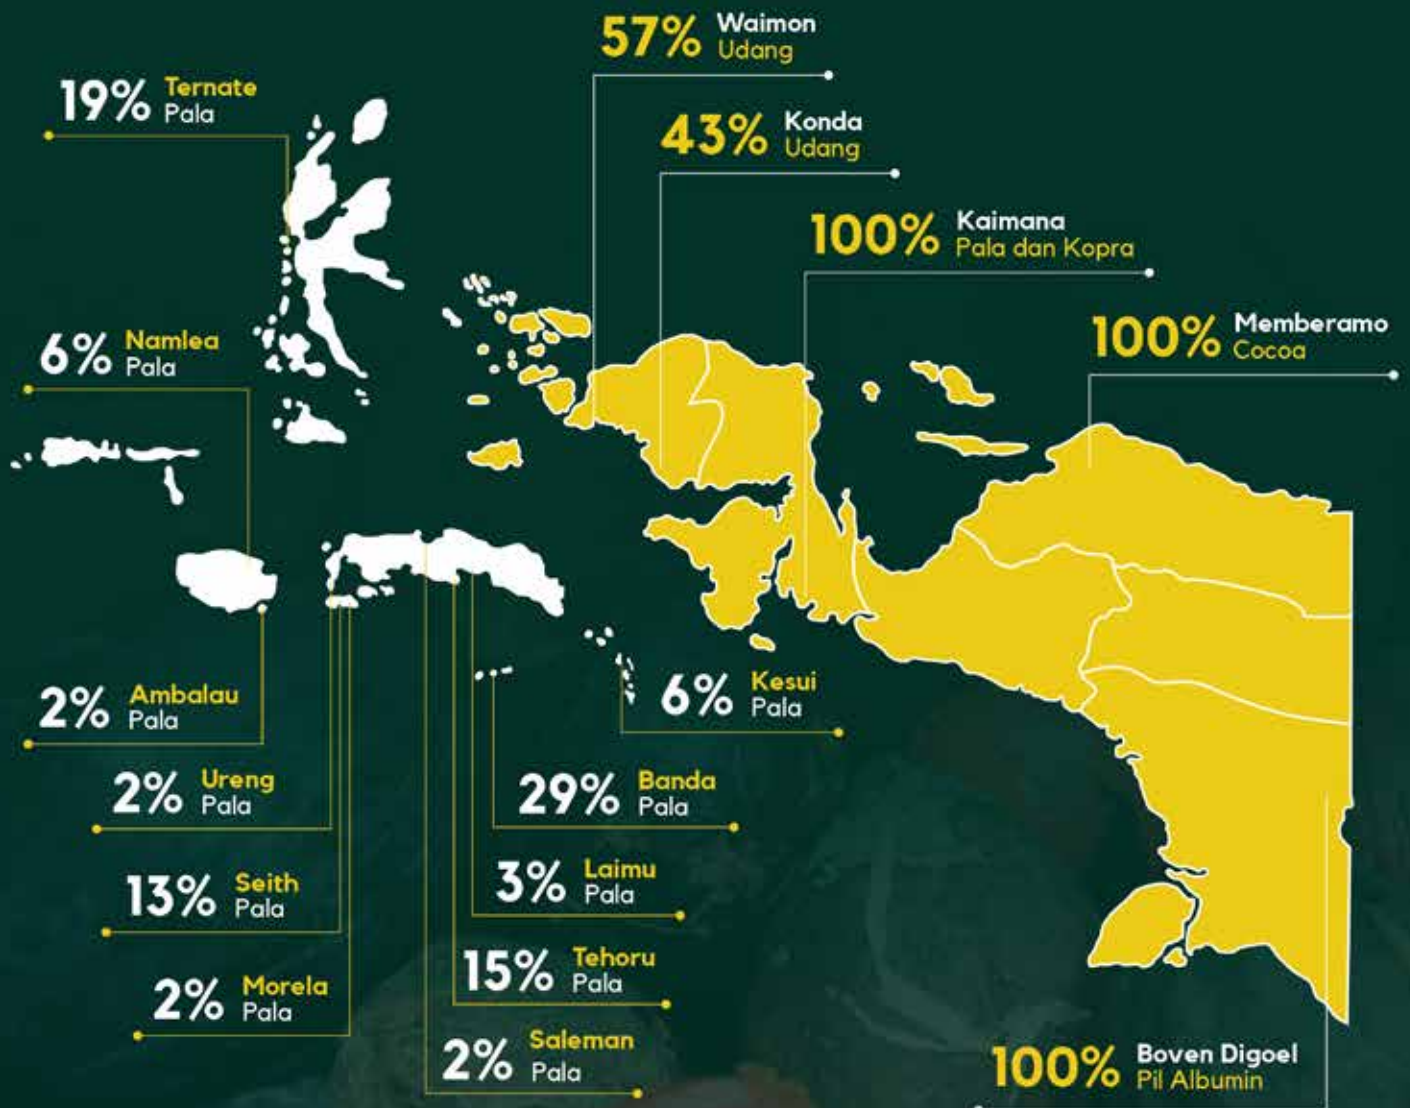 57% Waimon
Udang
19% Ternate
Pala
43% Konda
Udang
100% Kaimana
Pala dan Kopra
100% Memberamo
Cocoa
6% Namlea
Pala
2% Ambalau
Pala
6% Kesui
Pala
2% Ureng
Pala
29% Banda
Pala
13% Seith
Pala
3% Laimu
Pala
15% Tehoru
Pala
2% Morela
Pala
2% Saleman
Pala
100% Boven Digoel
Pil Albumin